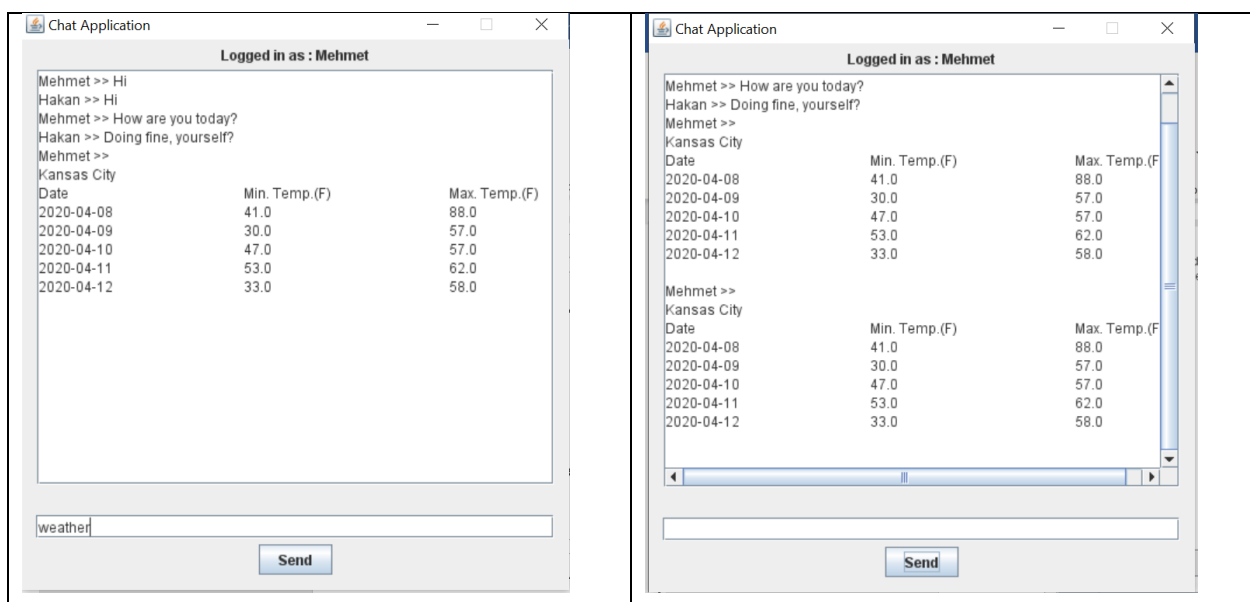 Chat Application
Logged in as : Mehmet
Mehmet >> Hi
Hakan >> Hi
Mehmet >> How are you today?
Hakan >> Doing fine, yourself?
Mehmet >>
Kansas City
Date Min. Temp.(F) Max. Temp.(F)
2020-04-08 41.0 88.0
2020-04-09 30.0 57.0
2020-04-10 47.0 57.0
2020-04-11 53.0 62.0
2020-04-12 33.0 58.0
weather
Send
Chat Application
Logged in as : Mehmet
Mehmet >> How are you today?
Hakan >> Doing fine, yourself?
Mehmet >>
Kansas City
Date Min. Temp.(F) Max. Temp.(F
2020-04-08 41.0 88.0
2020-04-09 30.0 57.0
2020-04-10 47.0 57.0
2020-04-11 53.0 62.0
2020-04-12 33.0 58.0
Mehmet >>
Kansas City
Date Min. Temp.(F) Max. Temp.(F
2020-04-08 41.0 88.0
2020-04-09 30.0 57.0
2020-04-10 47.0 57.0
2020-04-11 53.0 62.0
2020-04-12 33.0 58.0
Send